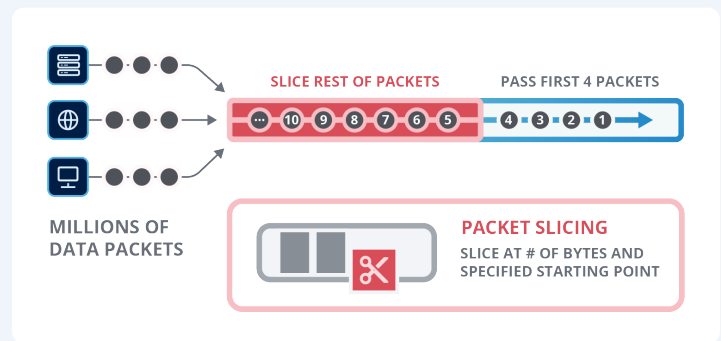 SLICE REST OF PACKETS
PASS FIRST 4 PACKETS
... 10 9 8 7 6 5 4 3 2 1
MILLIONS OF
DATA PACKETS
PACKET SLICING
SLICE AT # OF BYTES AND
SPECIFIED STARTING POINT